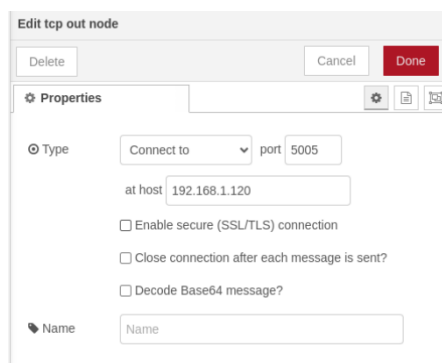 Edit tcp out node
Delete
Cancel
Done
Properties
Type
Connect to
port
5005
at host
192.168.1.120
Enable secure (SSL/TLS) connection
Close connection after each message is sent?
Decode Base64 message?
Name
Name